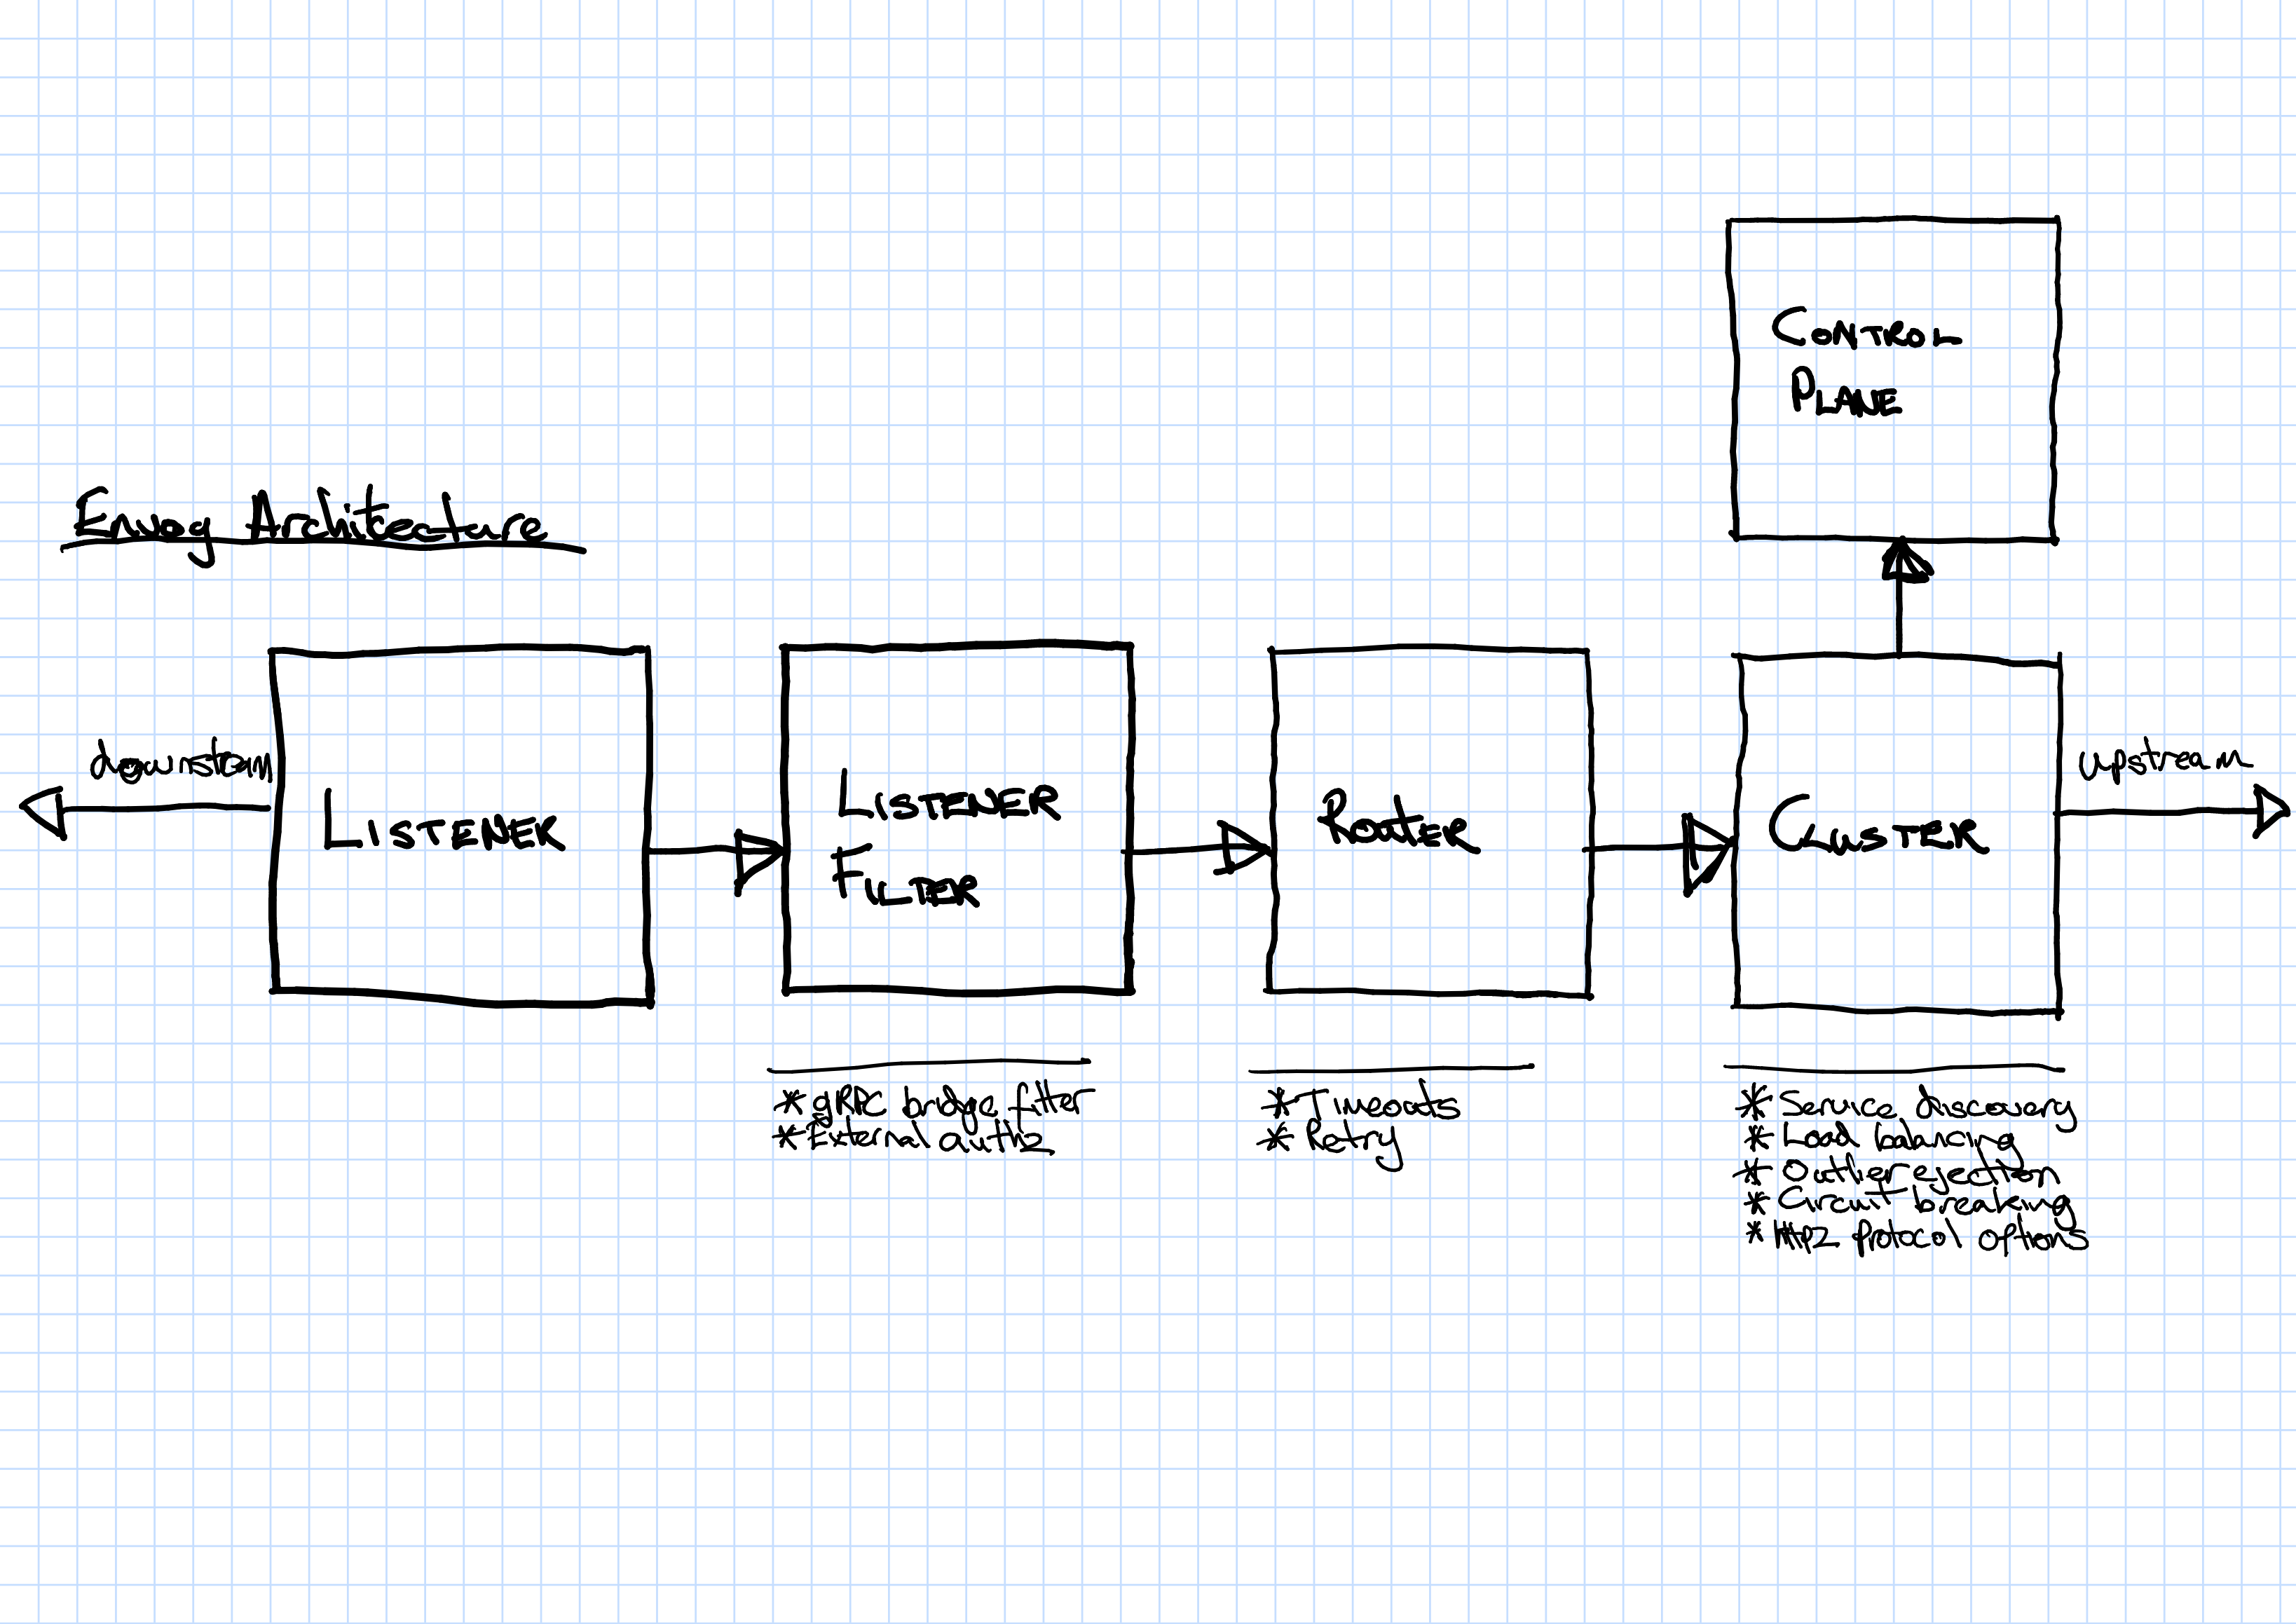 Envoy Architecture
CONTROL
PLANE
downstream
LISTENER
LISTENER
FILTER
ROUTER
CLUSTER
upstream
* gRPC bridge filter
* External authz
* Timeouts
* Retry
* Service discovery
* Load balancing
* Outlier ejection
* Circuit breaking
* http2 protocol options